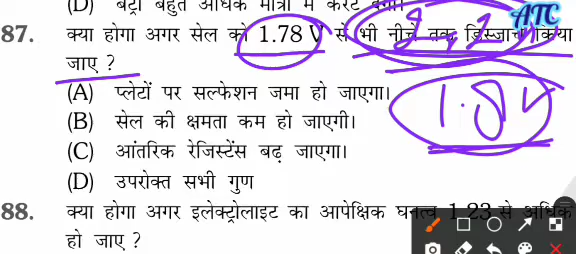 (D) बैट्री बहुत अधिक मात्रा में करंट देगी।
ATC
87. क्या होगा अगर सेल को 1.78 V से भी नीचे तक डिस्चार्ज किया
जाए ?
(A) प्लेटों पर सल्फेशन जमा हो जाएगा।
(B) सेल की क्षमता कम हो जाएगी।
(C) आंतरिक रेजिस्टेंस बढ़ जाएगा।
(D) उपरोक्त सभी गुण
1.8V
88. क्या होगा अगर इलेक्ट्रोलाइट का आपेक्षिक घनत्व 1.23 से अधिक
हो जाए ?